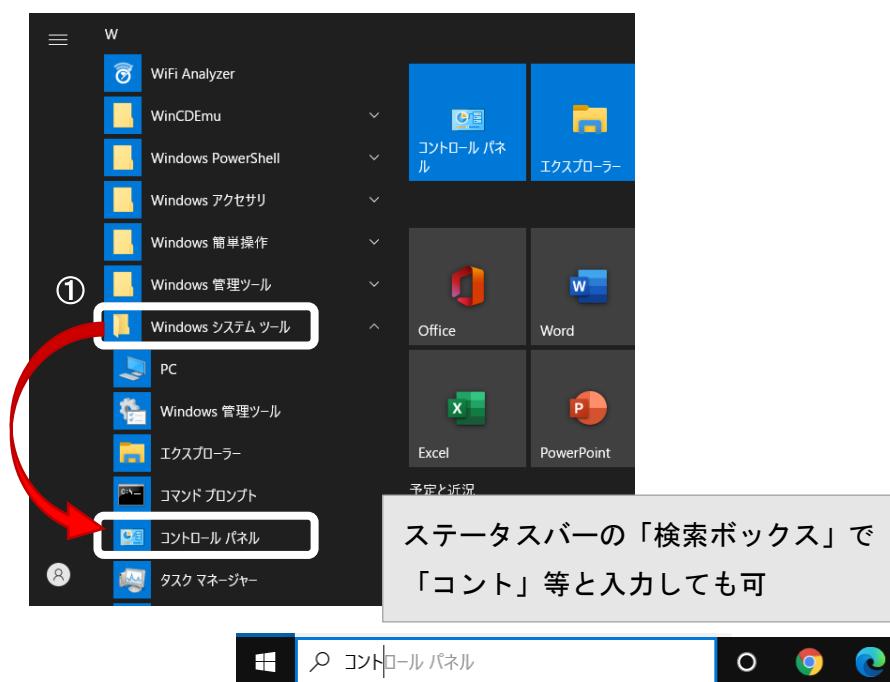 W
WiFi Analyzer
WinCDEmu
Windows PowerShell
Windows アクセサリ
Windows 簡単操作
①
Windows 管理ツール
Windows システム ツール
PC
Windows 管理ツール
エクスプローラー
コマンド プロンプト
コントロール パネル
タスク マネージャー
コントロール パネ
ル
エクスプローラー
Office
Word
Excel
PowerPoint
予定と近況
ステータスバーの「検索ボックス」で
「コント」等と入力しても可
コントロール パネル